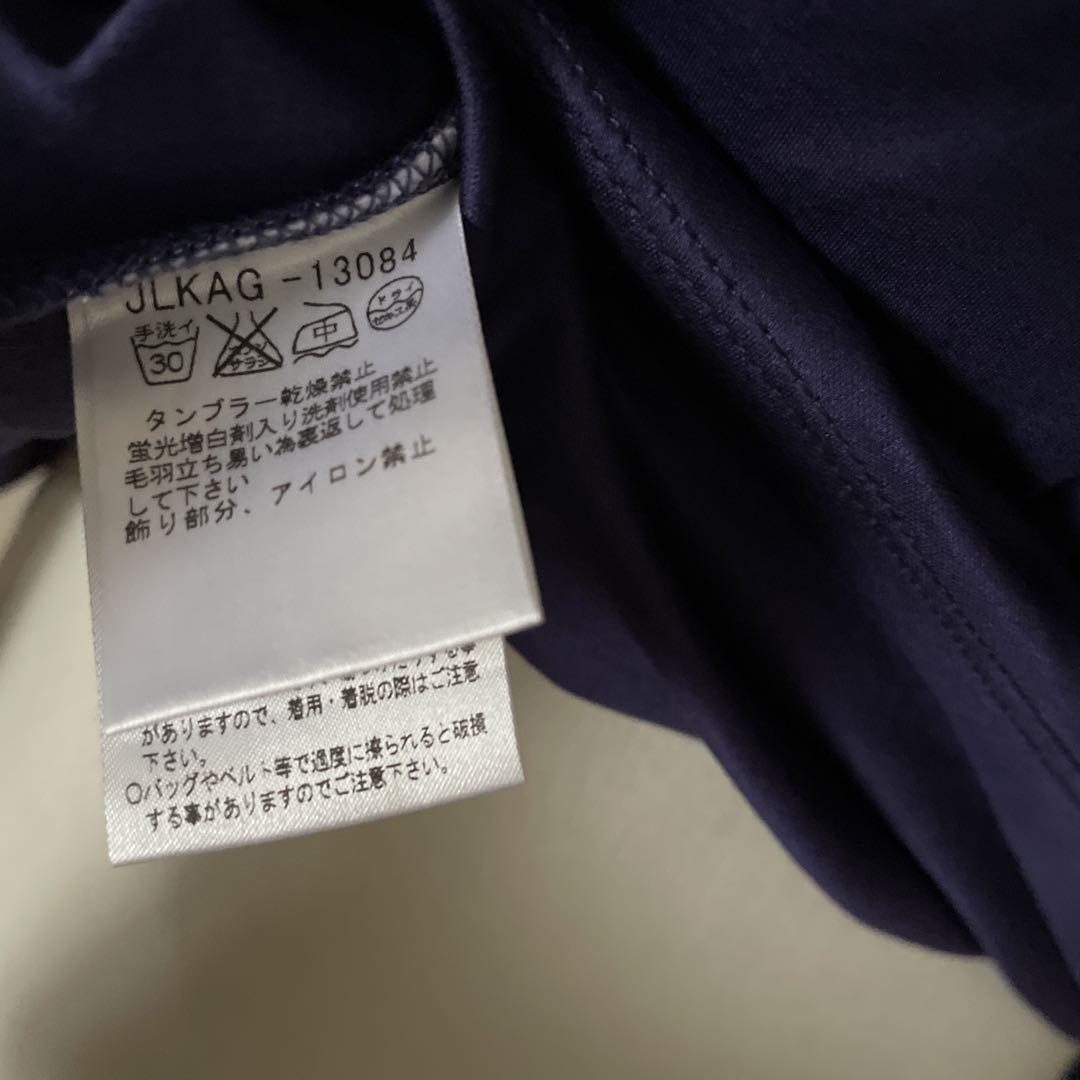 JLKAG-13084
手洗イ
30
中
ドライ
タンブラー乾燥禁止
蛍光増白剤入り洗剤使用禁止
毛羽立ち易い為裏返して処理
して下さい
飾り部分、アイロン禁止
がありますので、着用・着脱の際はご注意
下さい。
○バッグやベルト等で過度に擦られると破損
する事がありますのでご注意下さい。